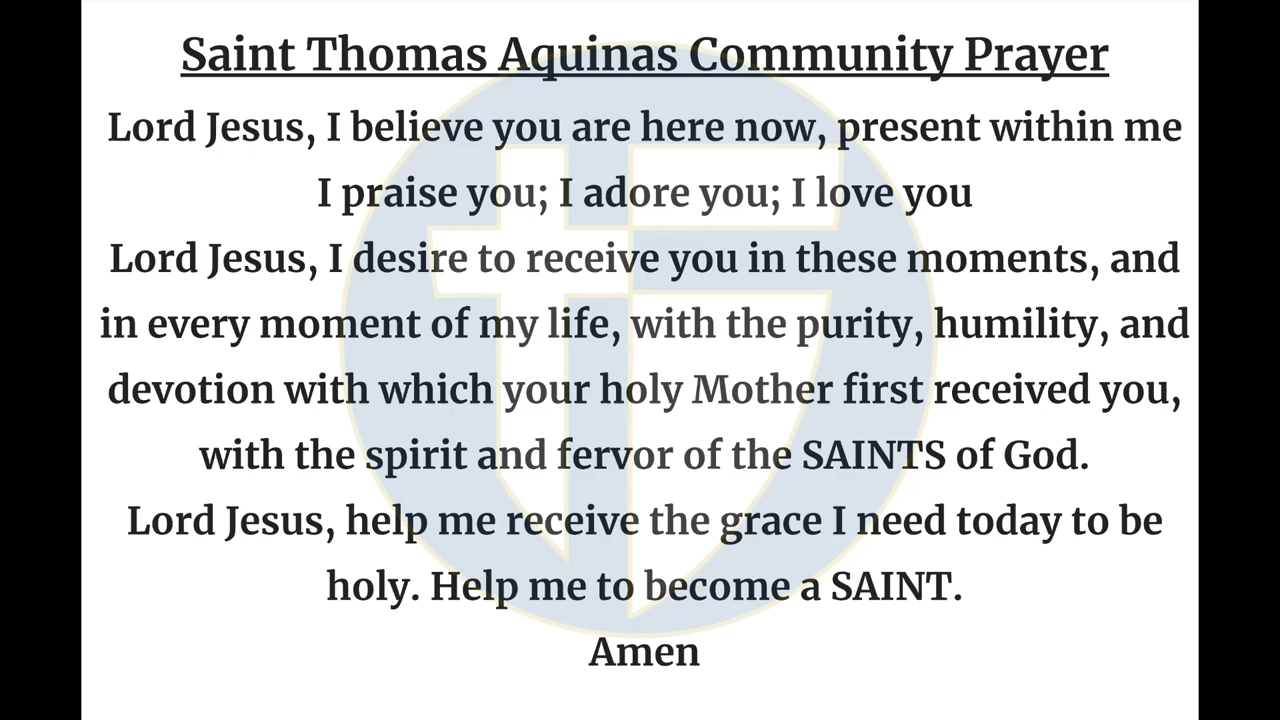 Saint Thomas Aquinas Community Prayer
Lord Jesus, I believe you are here now, present within me
I praise you; I adore you; I love you
Lord Jesus, I desire to receive you in these moments, and
in every moment of my life, with the purity, humility, and
devotion with which your holy Mother first received you,
with the spirit and fervor of the SAINTS of God.
Lord Jesus, help me receive the grace I need today to be
holy. Help me to become a SAINT.
Amen